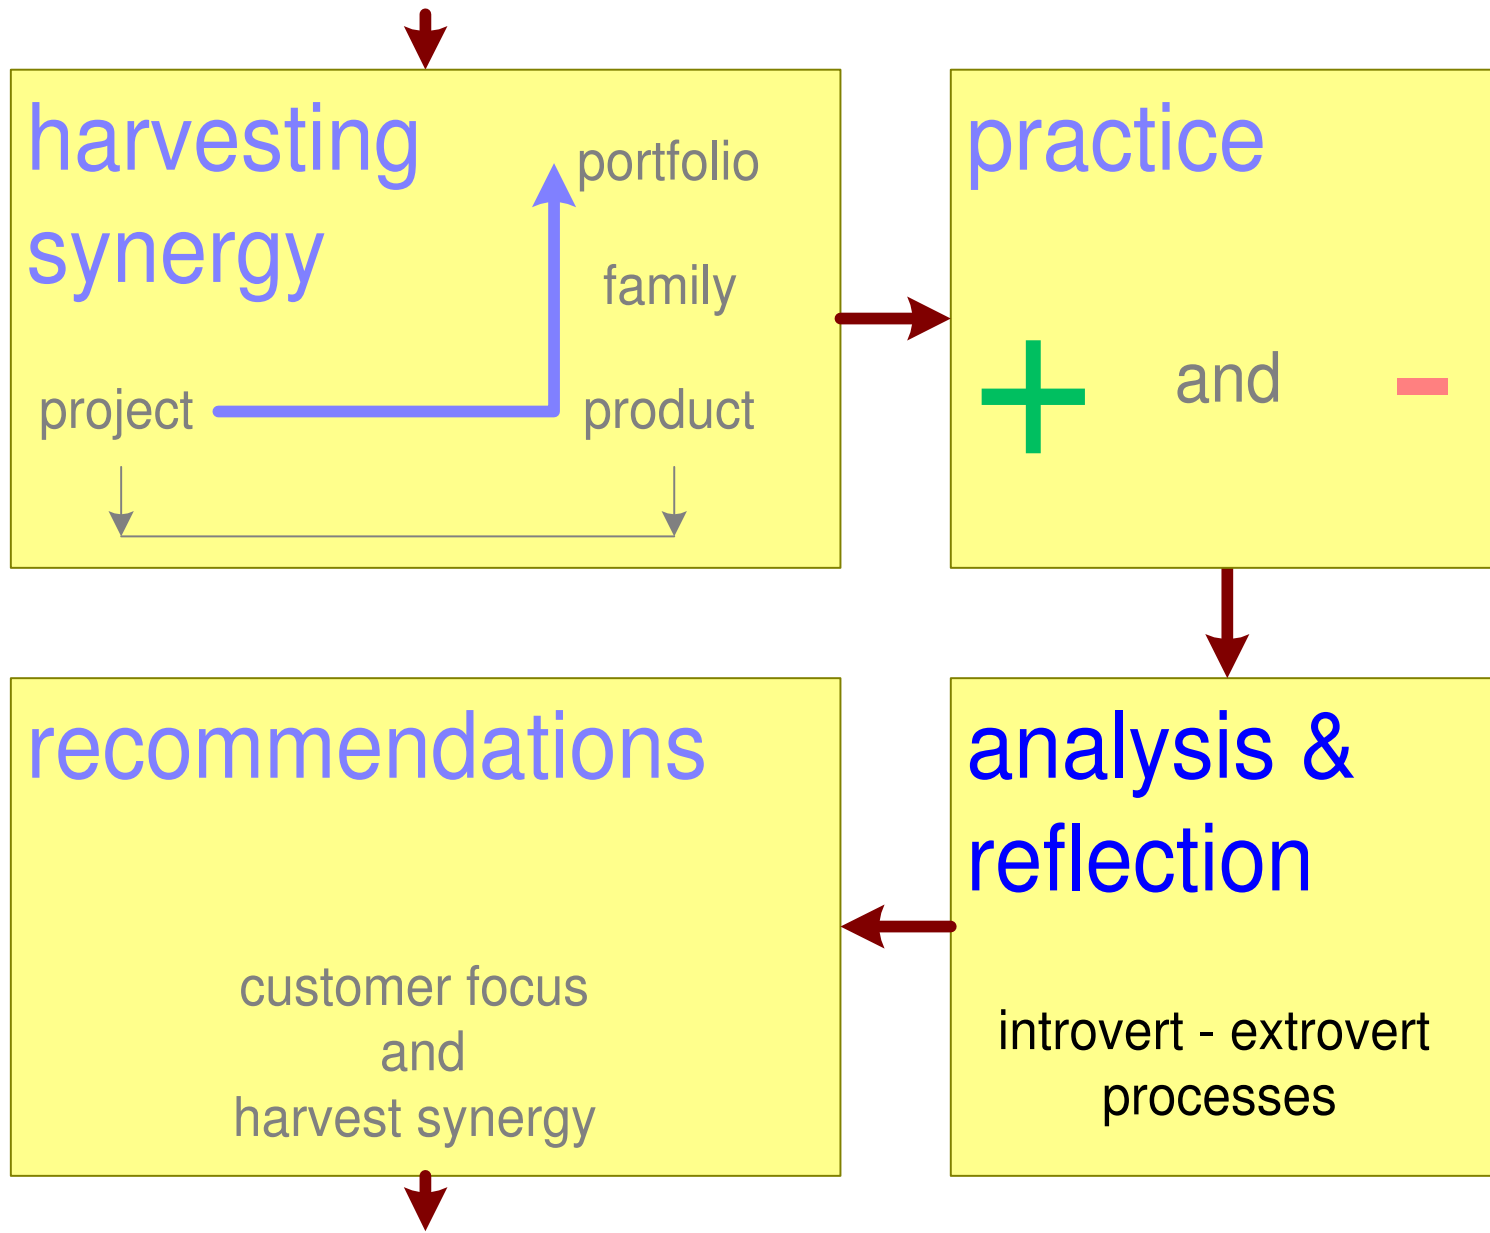 harvesting
synergy
portfolio
family
project
product
practice
+ and -
analysis &
reflection
introvert - extrovert
processes
recommendations
customer focus
and
harvest synergy